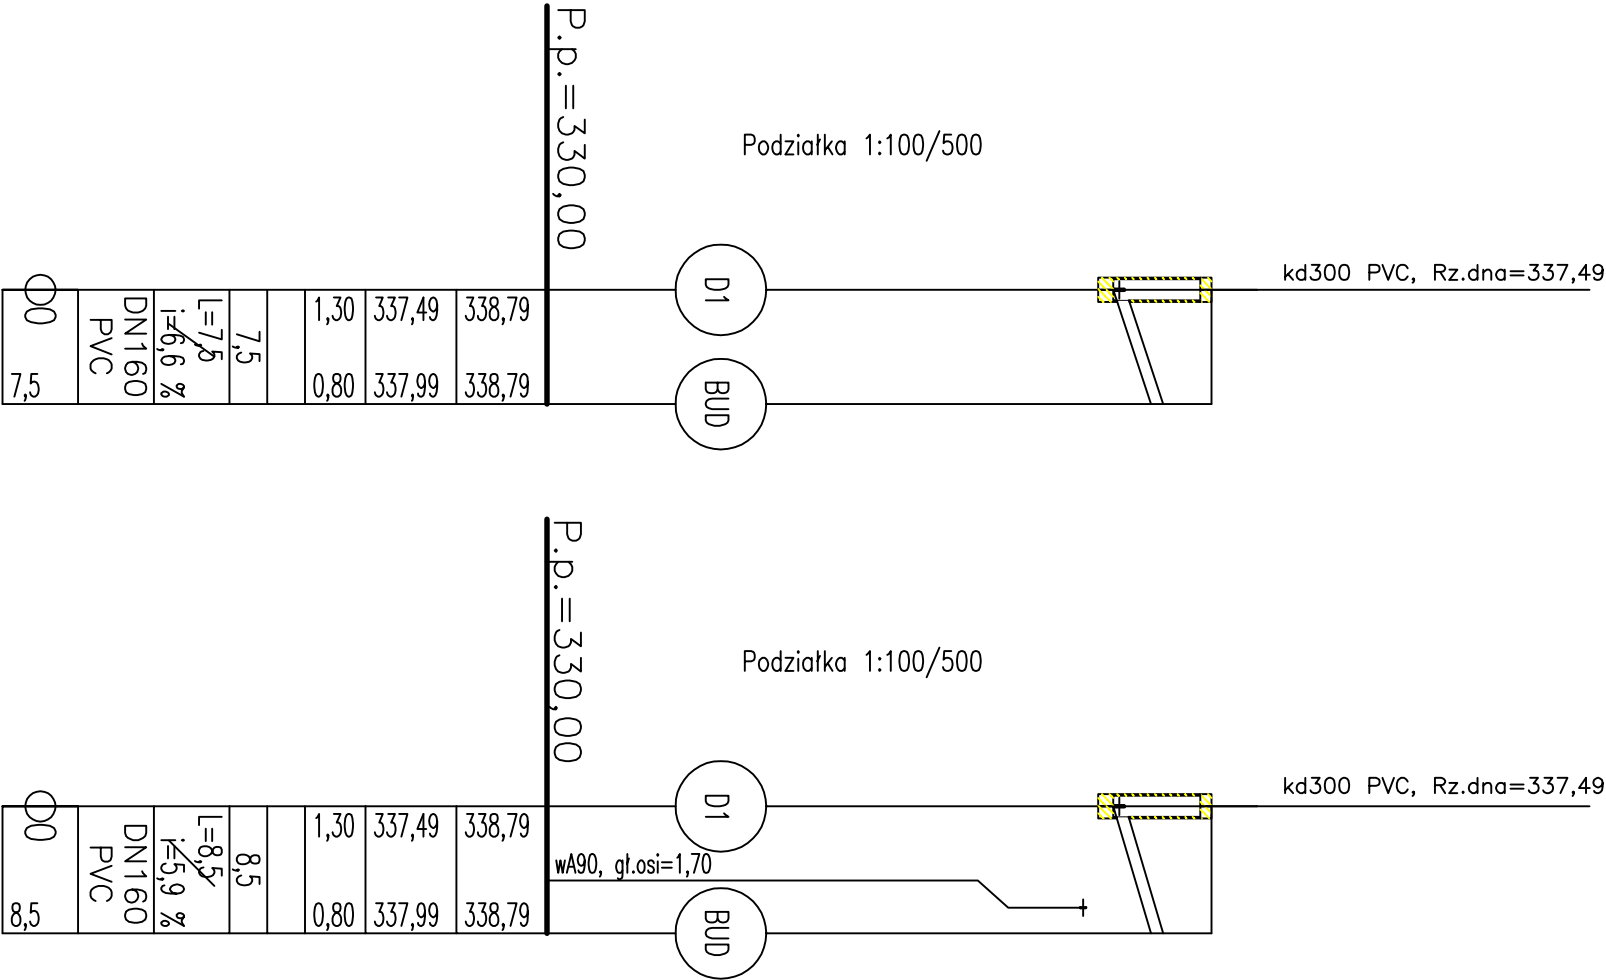 P.p.=330,00
Podziałka 1:100/500
kd300 PVC, Rz.dna=337,49
D1
BUD
338,79
338,79
337,49
337,99
1,30
0,80
7,5
L=7,5
i=6,6 %
DN160
PVC
0,0
7,5
P.p.=330,00
Podziałka 1:100/500
kd300 PVC, Rz.dna=337,49
D1
wA90, gł.osi=1,70
BUD
338,79
338,79
337,49
337,99
1,30
0,80
8,5
L=8,5
i=5,9 %
DN160
PVC
0,0
8,5